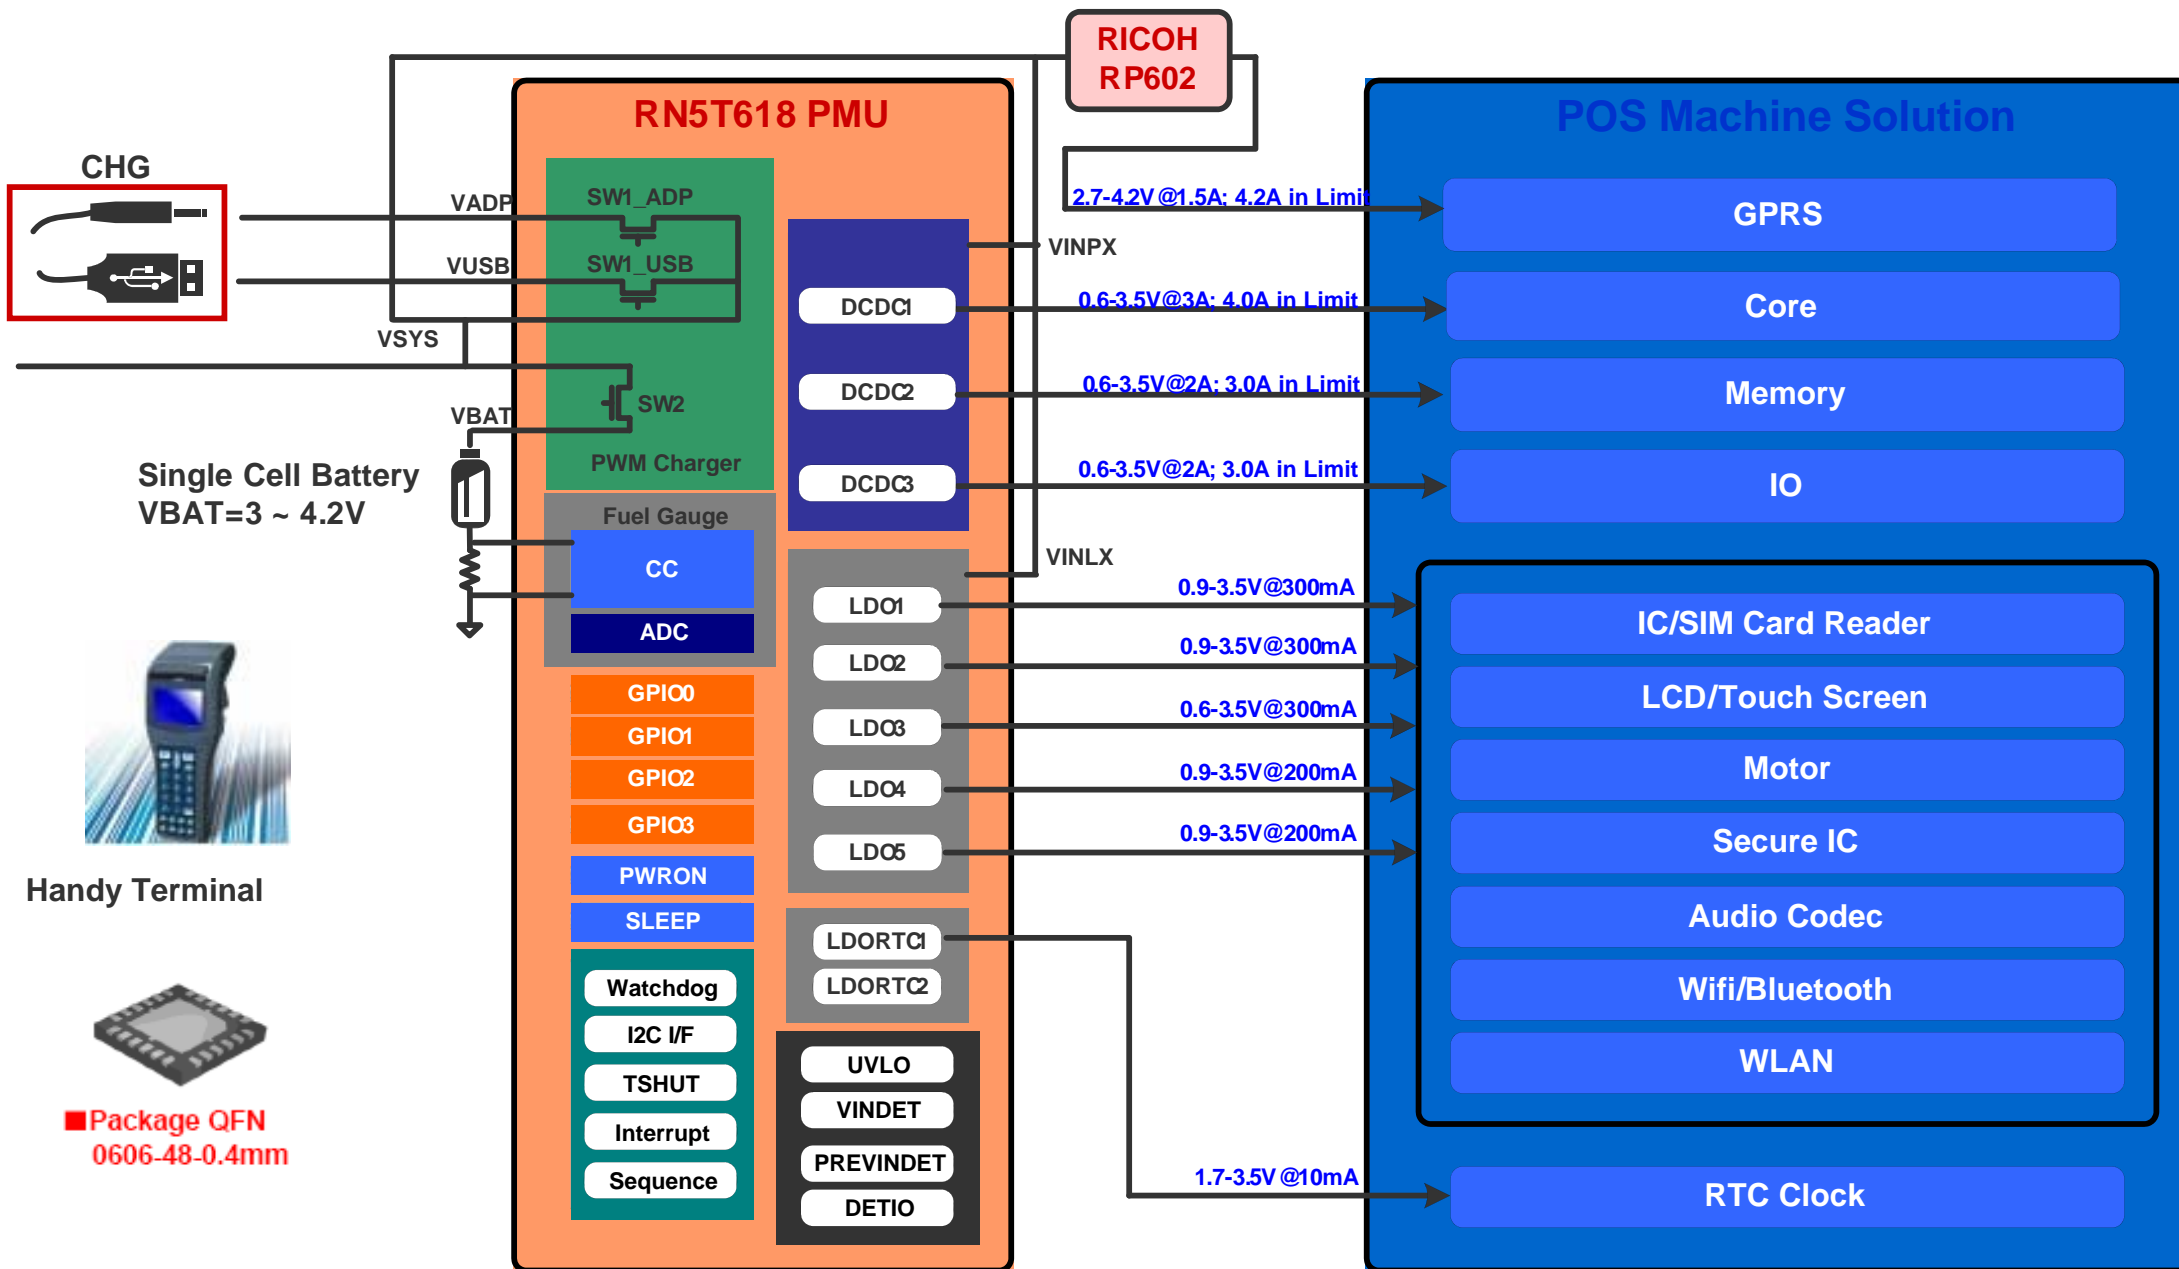 RICOH
RP602
RN5T618 PMU
POS Machine Solution
CHG
VADP
SW1_ADP
VUSB
SW1_USB
VSYS
VBAT
SW2
PWM Charger
Single Cell Battery
VBAT=3 ~ 4.2V
Fuel Gauge
CC
ADC
GPIO0
GPIO1
GPIO2
GPIO3
PWRON
SLEEP
Watchdog
I2C I/F
TSHUT
Interrupt
Sequence
VINPX
DCDC1
DCDC2
DCDC3
VINLX
LDO1
LDO2
LDO3
LDO4
LDO5
LDORTC1
LDORTC2
UVLO
VINDET
PREVINDET
DETIO
2.7-4.2V@1.5A; 4.2A in Limit
0.6-3.5V@3A; 4.0A in Limit
0.6-3.5V@2A; 3.0A in Limit
0.6-3.5V@2A; 3.0A in Limit
0.9-3.5V@300mA
0.9-3.5V@300mA
0.6-3.5V@300mA
0.9-3.5V@200mA
0.9-3.5V@200mA
1.7-3.5V@10mA
GPRS
Core
Memory
IO
IC/SIM Card Reader
LCD/Touch Screen
Motor
Secure IC
Audio Codec
Wifi/Bluetooth
WLAN
RTC Clock
Handy Terminal
■Package QFN
0606-48-0.4mm